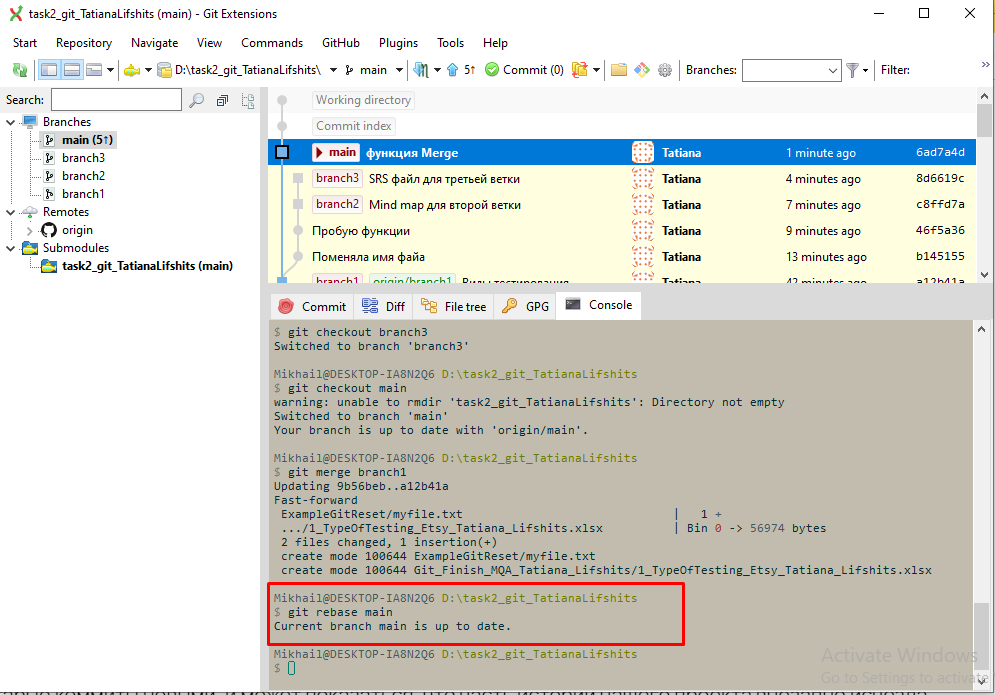 task2_git_TatianaLifshits (main) - Git Extensions
Start Repository Navigate View Commands GitHub Plugins Tools Help
D:\task2_git_TatianaLifshits\ main 5↑ Commit (0) Branches: Filter: »
Search:
Branches
main (5↑)
branch3
branch2
branch1
Remotes
origin
Submodules
task2_git_TatianaLifshits (main)
Working directory
Commit index
main функция Merge Tatiana 1 minute ago 6ad7a4d
branch3 SRS файл для третьей ветки Tatiana 4 minutes ago 8d6619c
branch2 Mind map для второй ветки Tatiana 7 minutes ago c8ffd7a
Пробую функции Tatiana 9 minutes ago 46f5a36
Поменяла имя файа Tatiana 13 minutes ago b145155
branch1 origin/branch1 Виды тестирования Tatiana 42 minutes ago a12b41a
Commit Diff File tree GPG Console
$ git checkout branch3
Switched to branch 'branch3'
Mikhail@DESKTOP-IA8N2Q6 D:\task2_git_TatianaLifshits
$ git checkout main
warning: unable to rmdir 'task2_git_TatianaLifshits': Directory not empty
Switched to branch 'main'
Your branch is up to date with 'origin/main'.
Mikhail@DESKTOP-IA8N2Q6 D:\task2_git_TatianaLifshits
$ git merge branch1
Updating 9b56beb..a12b41a
Fast-forward
ExampleGitReset/myfile.txt | 1 +
.../1_TypeOfTesting_Etsy_Tatiana_Lifshits.xlsx | Bin 0 -> 56974 bytes
2 files changed, 1 insertion(+)
create mode 100644 ExampleGitReset/myfile.txt
create mode 100644 Git_Finish_MQA_Tatiana_Lifshits/1_TypeOfTesting_Etsy_Tatiana_Lifshits.xlsx
Mikhail@DESKTOP-IA8N2Q6 D:\task2_git_TatianaLifshits
$ git rebase main
Current branch main is up to date.
Mikhail@DESKTOP-IA8N2Q6 D:\task2_git_TatianaLifshits
$
Activate Windows
Go to Settings to activate